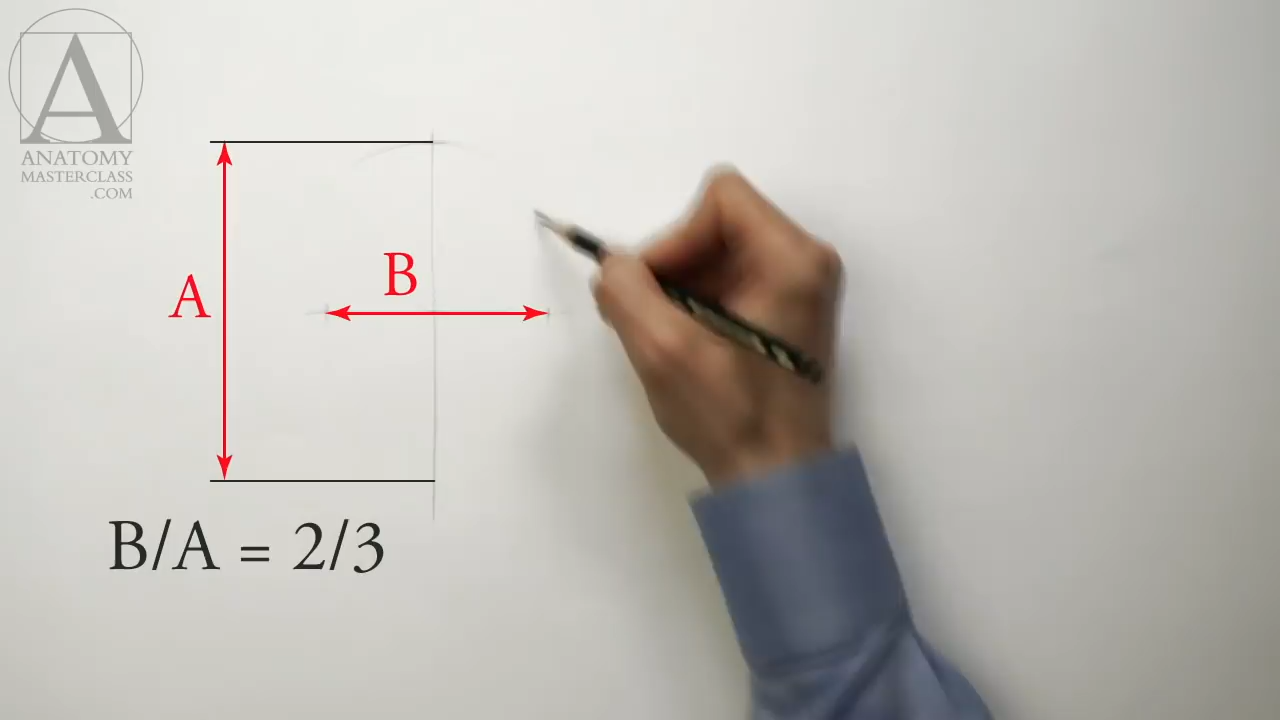 A
ANATOMY
MASTERCLASS
.COM
B
A
B/A = 2/3